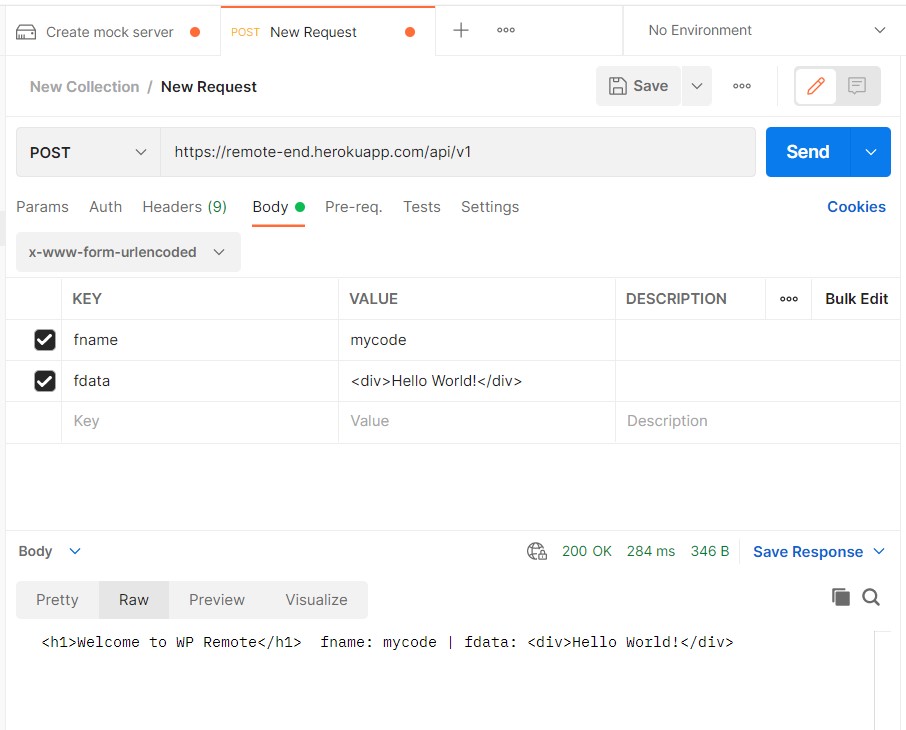 Create mock server POST New Request No Environment
New Collection / New Request Save
POST https://remote-end.herokuapp.com/api/v1 Send
Params Auth Headers (9) Body Pre-req. Tests Settings Cookies
x-www-form-urlencoded
KEY VALUE DESCRIPTION Bulk Edit
fname mycode
fdata <div>Hello World!</div>
Key Value Description
Body 200 OK 284 ms 346 B Save Response
Pretty Raw Preview Visualize
<h1>Welcome to WP Remote</h1>  fname: mycode | fdata: <div>Hello World!</div>